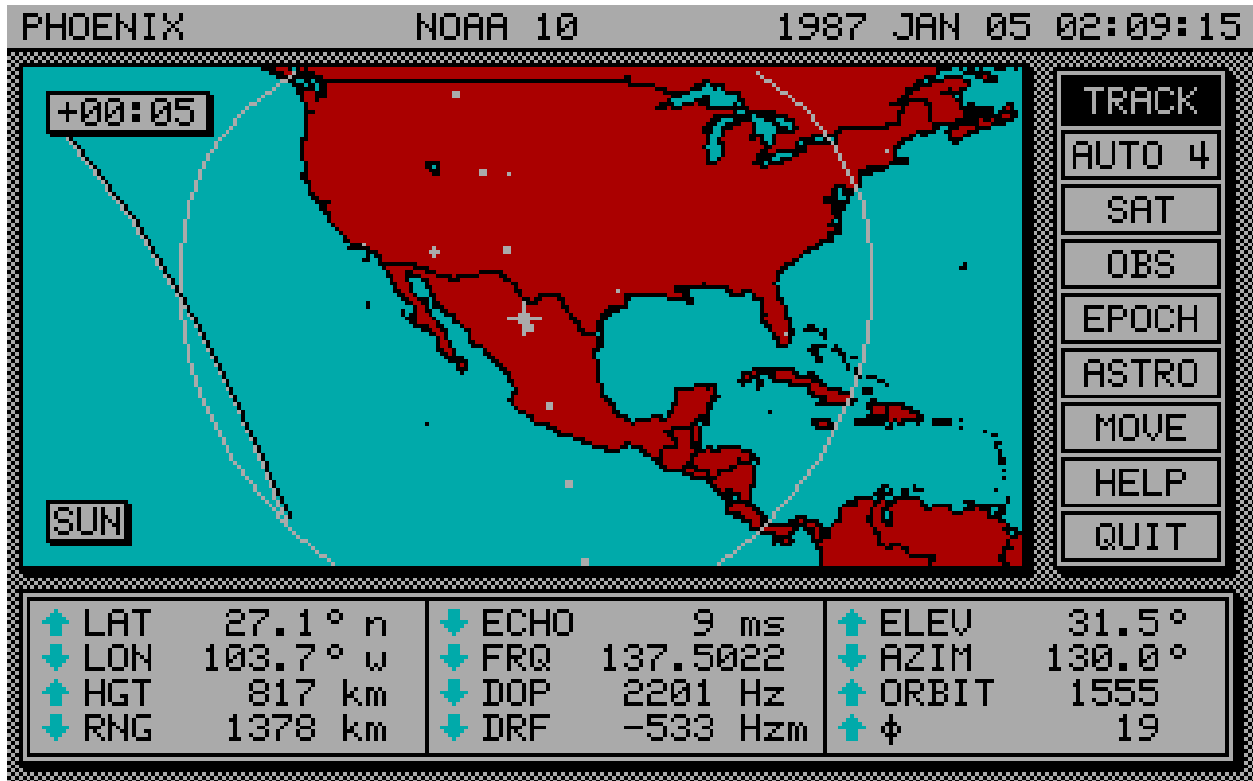 PHOENIX NOAA 10 1987 JAN 05 02:09:15
+00:05
SUN
TRACK
AUTO 4
SAT
OBS
EPOCH
ASTRO
MOVE
HELP
QUIT
LAT 27.1° n
LON 103.7° w
HGT 817 km
RNG 1378 km
ECHO 9 ms
FRQ 137.5022
DOP 2201 Hz
DRF -533 Hzm
ELEV 31.5°
AZIM 130.0°
ORBIT 1555
ϕ 19